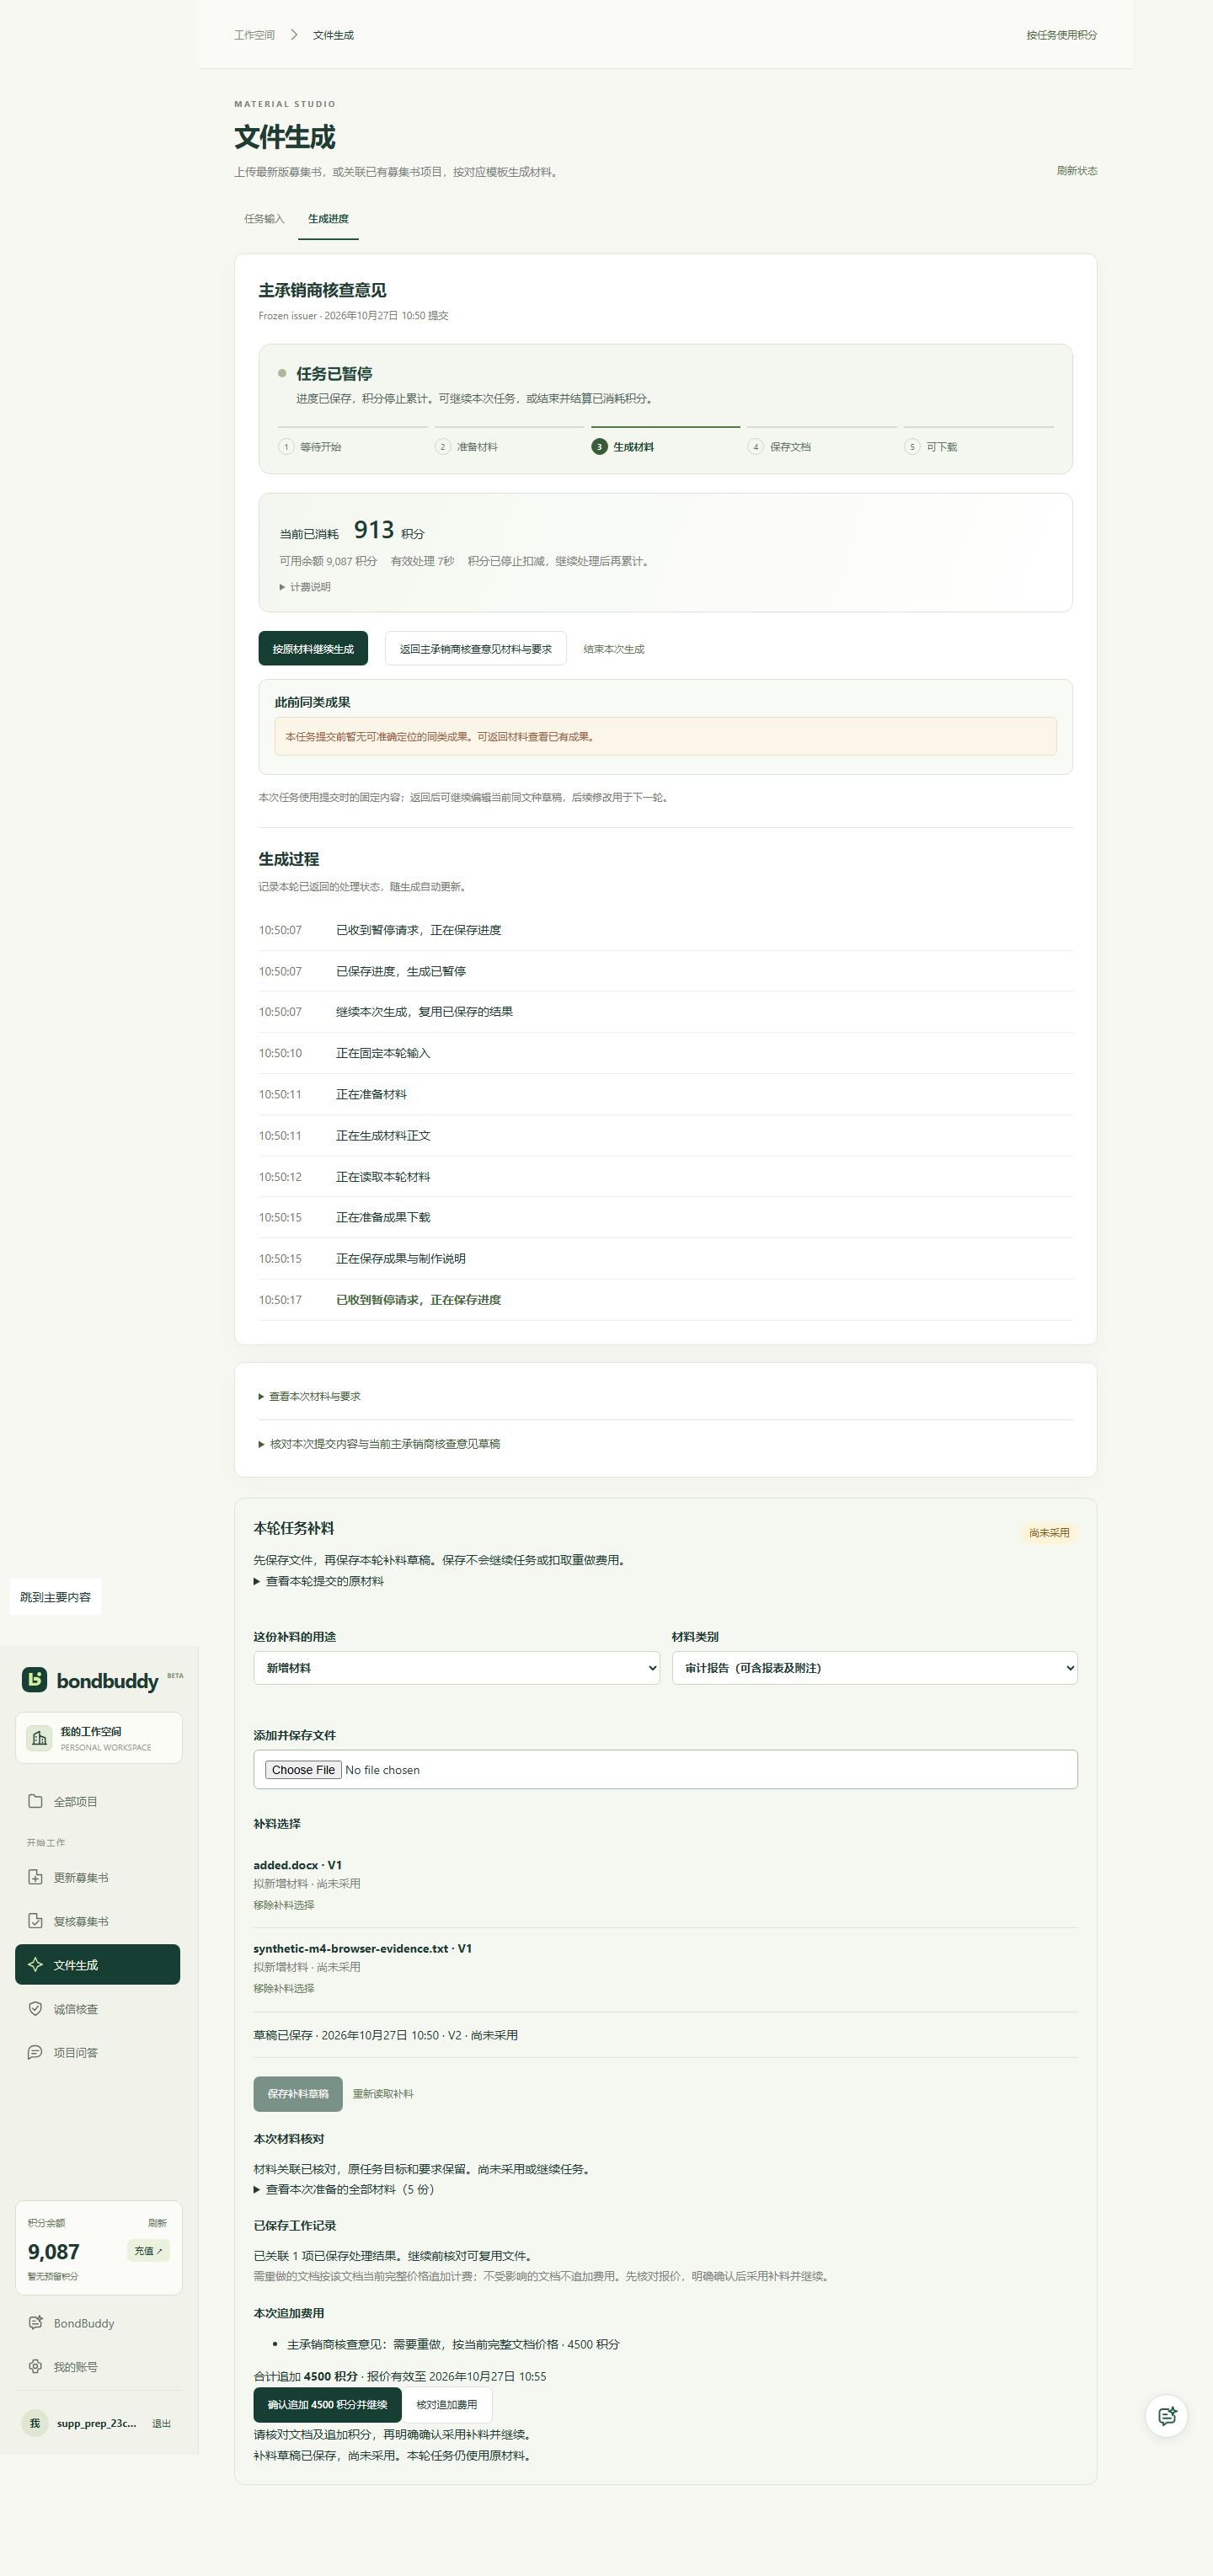 工作空间
文件生成
按任务使用积分
MATERIAL STUDIO
文件生成
上传最新版募集书，或关联已有募集书项目，按对应模板生成材料。
刷新状态
任务输入
生成进度
主承销商核查意见
Frozen issuer · 2026年10月27日 10:50 提交
任务已暂停
进度已保存，积分停止累计。可继续本次任务，或结束并结算已消耗积分。
1 等待开始
2 准备材料
3 生成材料
4 保存文档
5 可下载
当前已消耗 913 积分
可用余额 9,087 积分 有效处理 7秒 积分已停止扣减，继续处理后再累计。
计费说明
按原材料继续生成
返回主承销商核查意见材料与要求
结束本次生成
此前同类成果
本任务提交前暂无可准确定位的同类成果。可返回材料查看已有成果。
本次任务使用提交时的固定内容；返回后可继续编辑当前同文种草稿，后续修改用于下一轮。
生成过程
记录本轮已返回的处理状态，随生成自动更新。
10:50:07 已收到暂停请求，正在保存进度
10:50:07 已保存进度，生成已暂停
10:50:07 继续本次生成，复用已保存的结果
10:50:10 正在固定本轮输入
10:50:11 正在准备材料
10:50:11 正在生成材料正文
10:50:12 正在读取本轮材料
10:50:15 正在准备成果下载
10:50:15 正在保存成果与制作说明
10:50:17 已收到暂停请求，正在保存进度
查看本次材料与要求
核对本次提交内容与当前主承销商核查意见草稿
本轮任务补料
尚未采用
先保存文件，再保存本轮补料草稿。保存不会继续任务或扣取重做费用。
查看本轮提交的原材料
这份补料的用途
材料类别
新增材料
审计报告（可含报表及附注）
添加并保存文件
Choose File No file chosen
补料选择
added.docx · V1
拟新增材料 · 尚未采用
移除补料选择
synthetic-m4-browser-evidence.txt · V1
拟新增材料 · 尚未采用
移除补料选择
草稿已保存 · 2026年10月27日 10:50 · V2 · 尚未采用
保存补料草稿
重新读取补料
本次材料核对
材料关联已核对，原任务目标和要求保留。尚未采用或继续任务。
查看本次准备的全部材料（5 份）
已保存工作记录
已关联 1 项已保存处理结果。继续前核对可复用文件。
需重做的文档按该文档当前完整价格追加计费；不受影响的文档不追加费用。先核对报价，明确确认后采用补料并继续。
本次追加费用
主承销商核查意见：需要重做，按当前完整文档价格 · 4500 积分
合计追加 4500 积分 · 报价有效至 2026年10月27日 10:55
确认追加 4500 积分并继续
核对追加费用
请核对文档及追加积分，再明确确认采用补料并继续。
补料草稿已保存，尚未采用。本轮任务仍使用原材料。
跳到主要内容
bondbuddy BETA
我的工作空间
PERSONAL WORKSPACE
全部项目
开始工作
更新募集书
复核募集书
文件生成
诚信核查
项目问答
积分余额
刷新
9,087
充值 ↗
暂无预留积分
BondBuddy
我的账号
我 supp_prep_23c... 退出